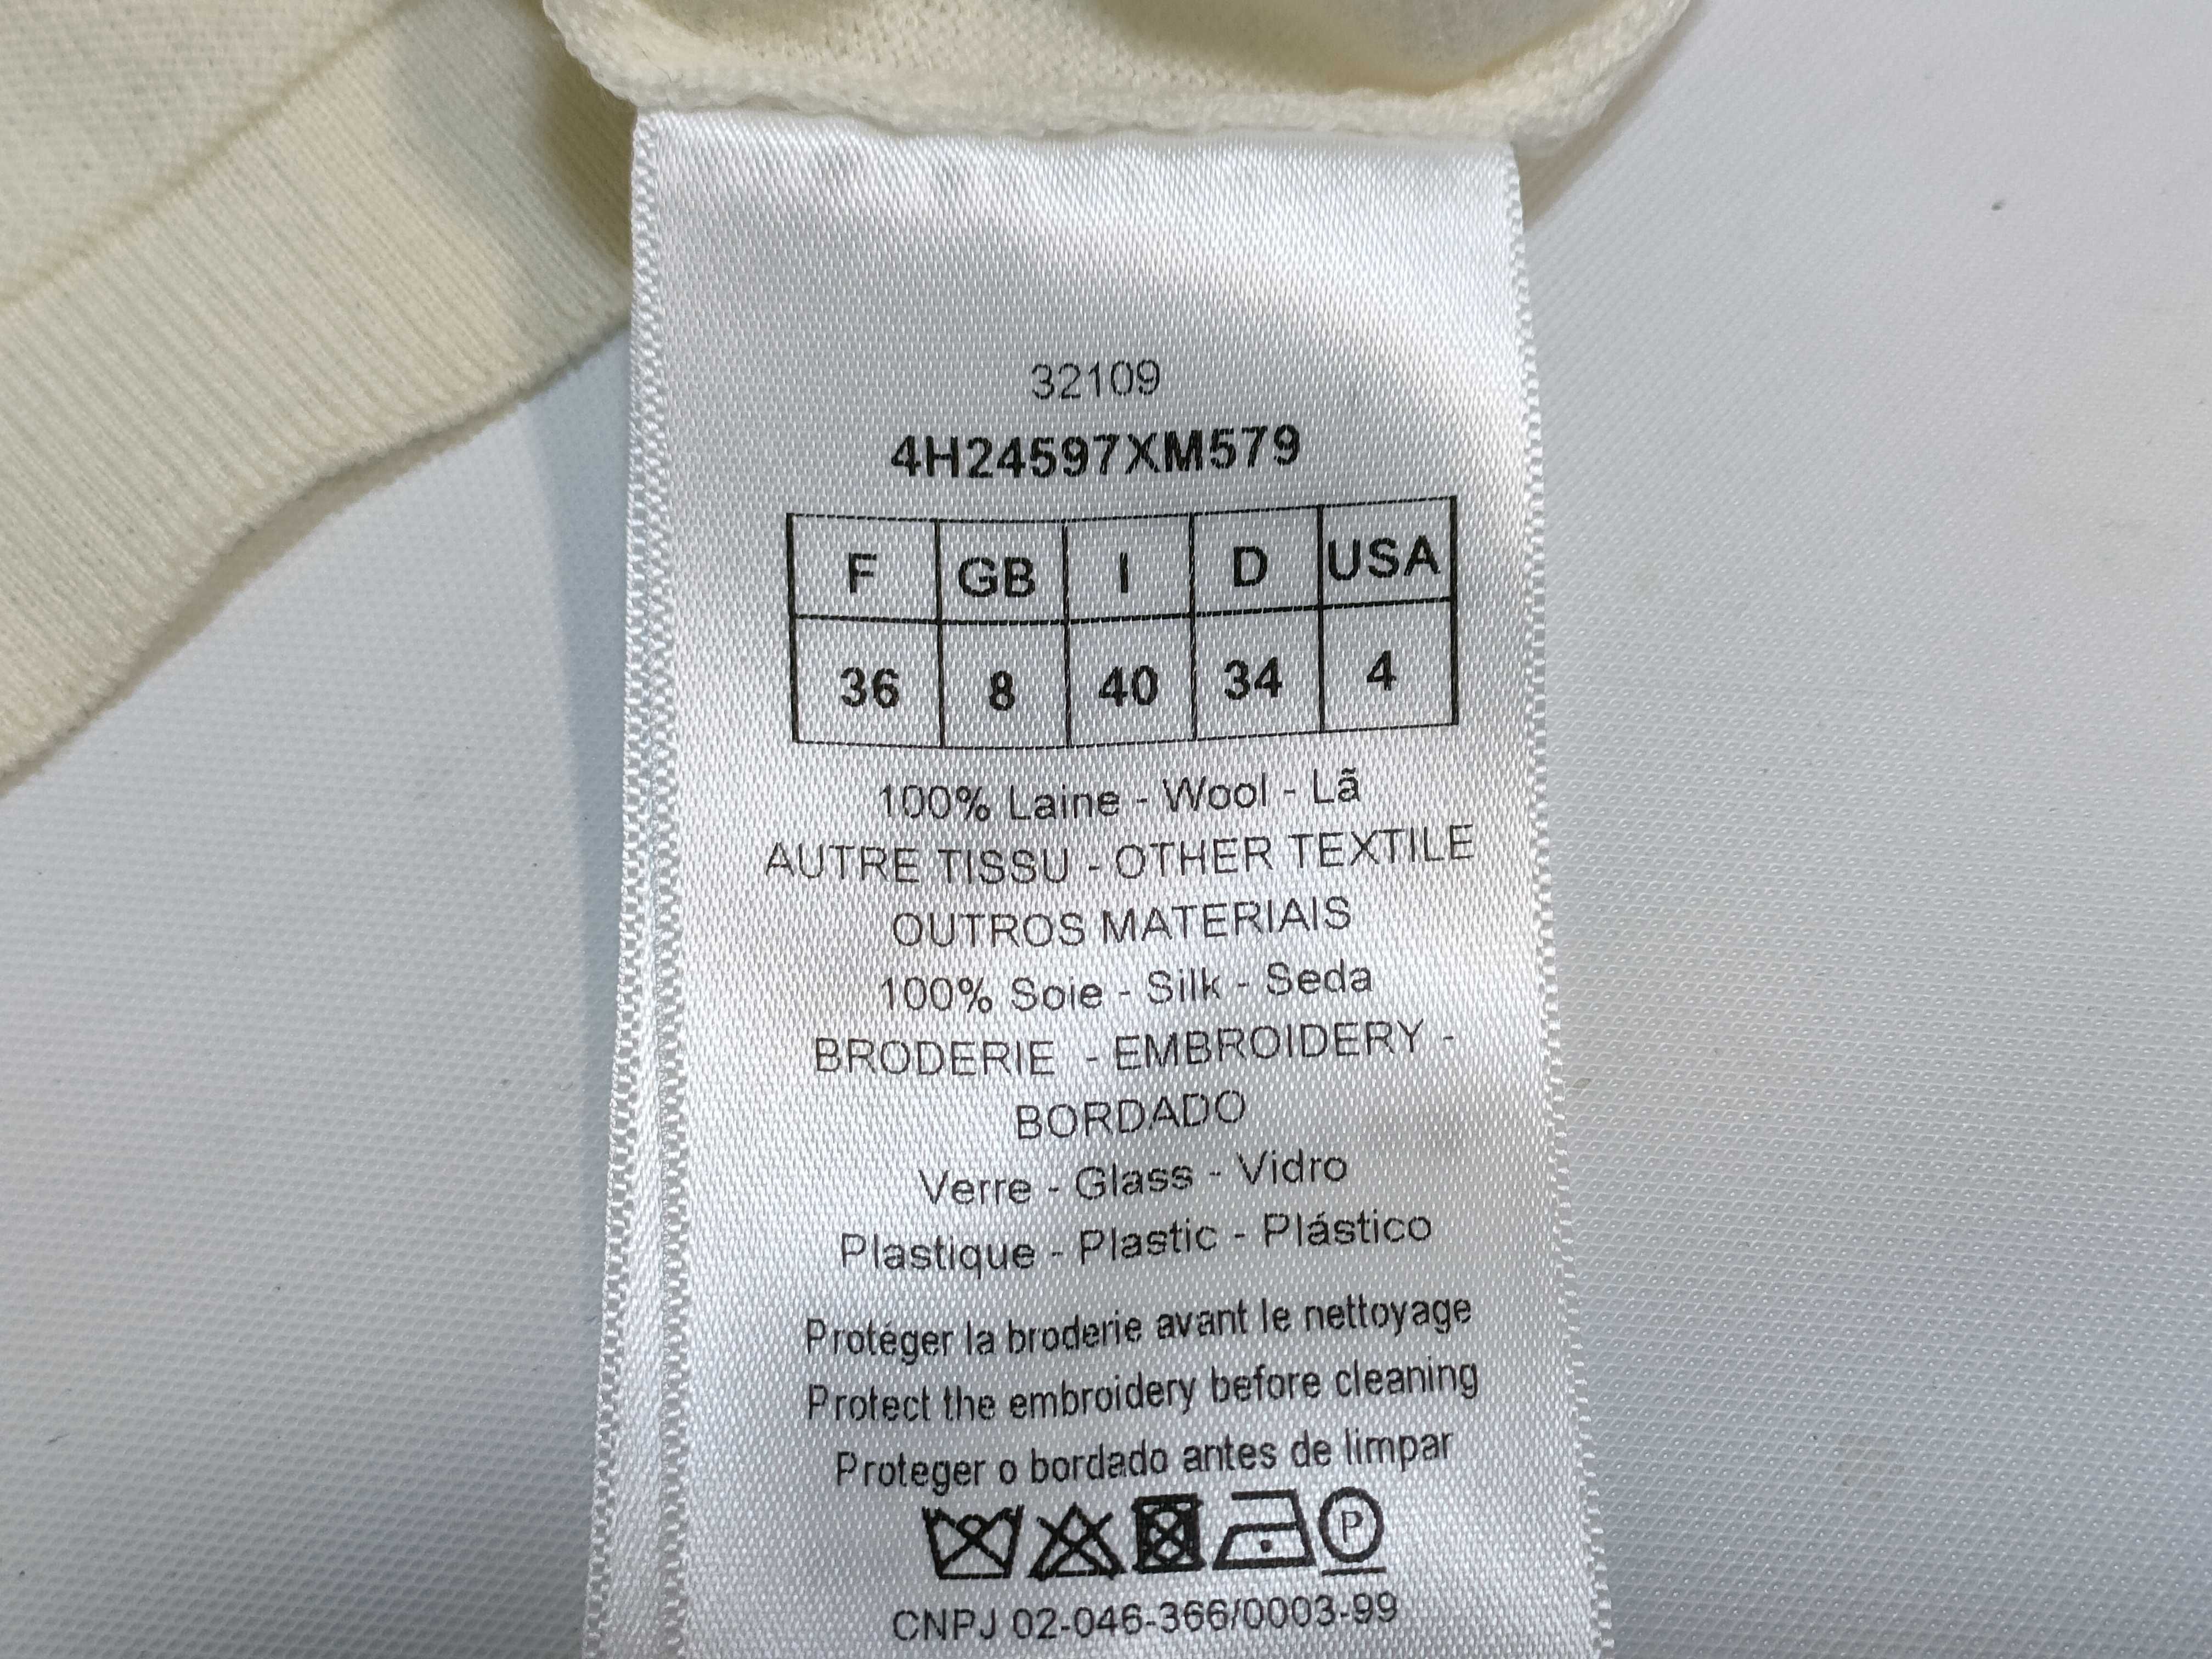 32109
4H24597XM579
F GB I D USA
36 8 40 34 4
100% Laine - Wool - Lã
AUTRE TISSU - OTHER TEXTILE
OUTROS MATERIAIS
100% Soie - Silk - Seda
BRODERIE - EMBROIDERY -
BORDADO
Verre - Glass - Vidro
Plastique - Plastic - Plástico
Protéger la broderie avant le nettoyage
Protect the embroidery before cleaning
Proteger o bordado antes de limpar
P
CNPJ 02-046-366/0003-99